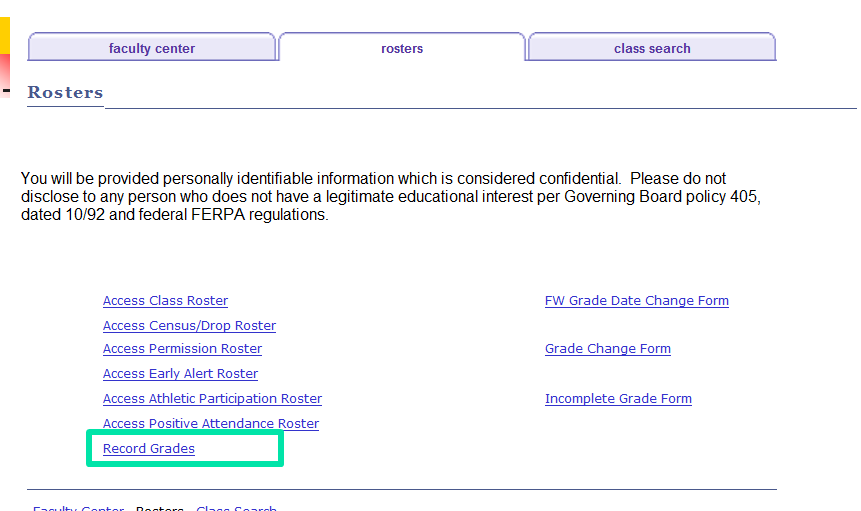 faculty center
rosters
class search
Rosters
You will be provided personally identifiable information which is considered confidential. Please do not
disclose to any person who does not have a legitimate educational interest per Governing Board policy 405,
dated 10/92 and federal FERPA regulations.
Access Class Roster
FW Grade Date Change Form
Access Census/Drop Roster
Access Permission Roster
Grade Change Form
Access Early Alert Roster
Access Athletic Participation Roster
Incomplete Grade Form
Access Positive Attendance Roster
Record Grades
Faculty Center Rosters Class Search